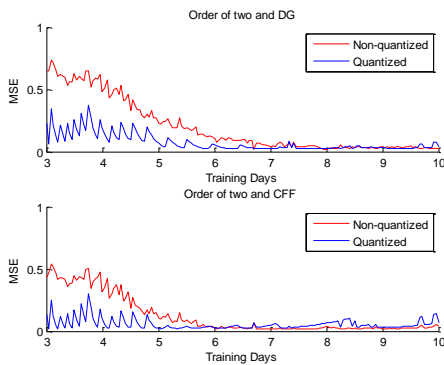 Order of two and DG
1
0.5
0
MSE
Non-quantized
Quantized
3 4 5 6 7 8 9 10
Training Days
Order of two and CFF
1
0.5
0
MSE
Non-quantized
Quantized
3 4 5 6 7 8 9 10
Training Days